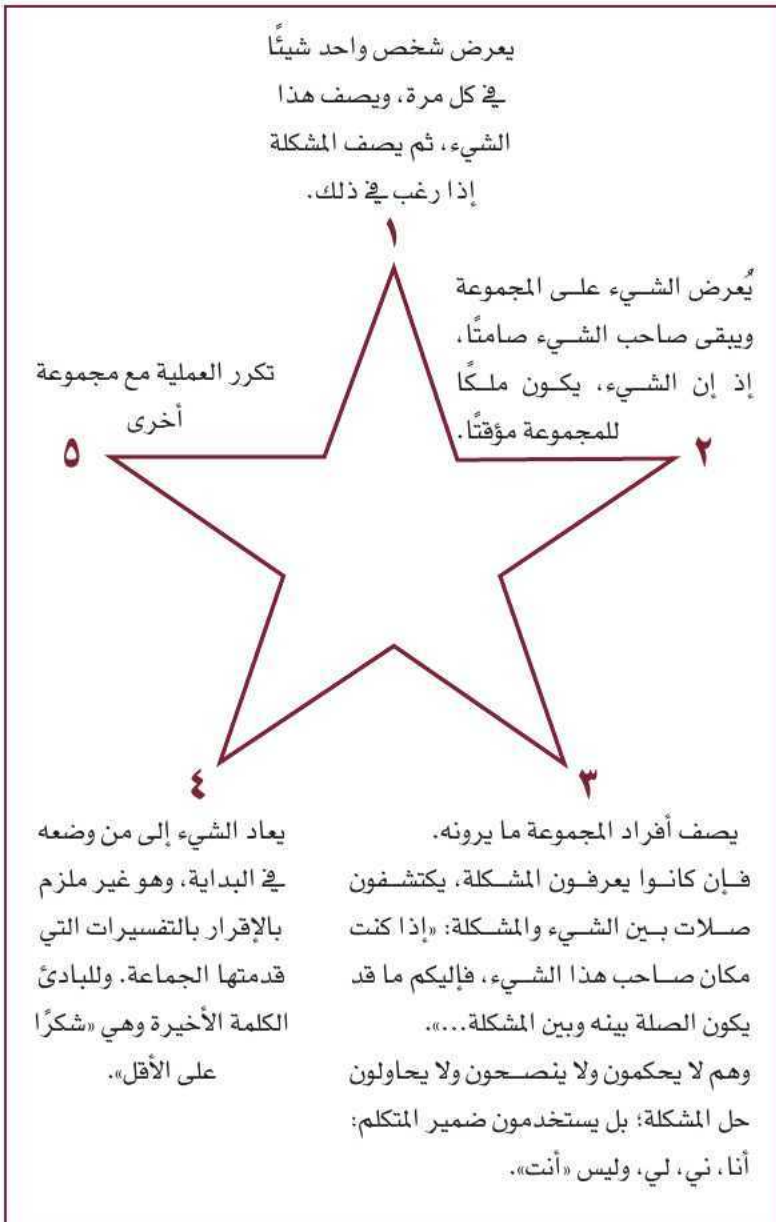 يعرض شخص واحد شيئًا
في كل مرة، ويصف هذا
الشيء، ثم يصف المشكلة
إذا رغب في ذلك.
١
يُعرض الشيء على المجموعة
ويبقى صاحب الشيء صامتًا،
إذ إن الشيء، يكون ملكًا
للمجموعة مؤقتًا.
٢
يصف أفراد المجموعة ما يرونه.
فإن كانوا يعرفون المشكلة، يكتشفون
صلات بين الشيء والمشكلة: «إذا كنت
مكان صاحب هذا الشيء، فإليكم ما قد
يكون الصلة بينه وبين المشكلة...».
وهم لا يحكمون ولا ينصحون ولا يحاولون
حل المشكلة؛ بل يستخدمون ضمير المتكلم:
أنا، ني، لي، وليس «أنت».
٣
يعاد الشيء إلى من وضعه
في البداية، وهو غير ملزم
بالإقرار بالتفسيرات التي
قدمتها الجماعة. وللبادئ
الكلمة الأخيرة وهي «شكرًا
على الأقل».
٤
تكرر العملية مع مجموعة
أخرى
٥